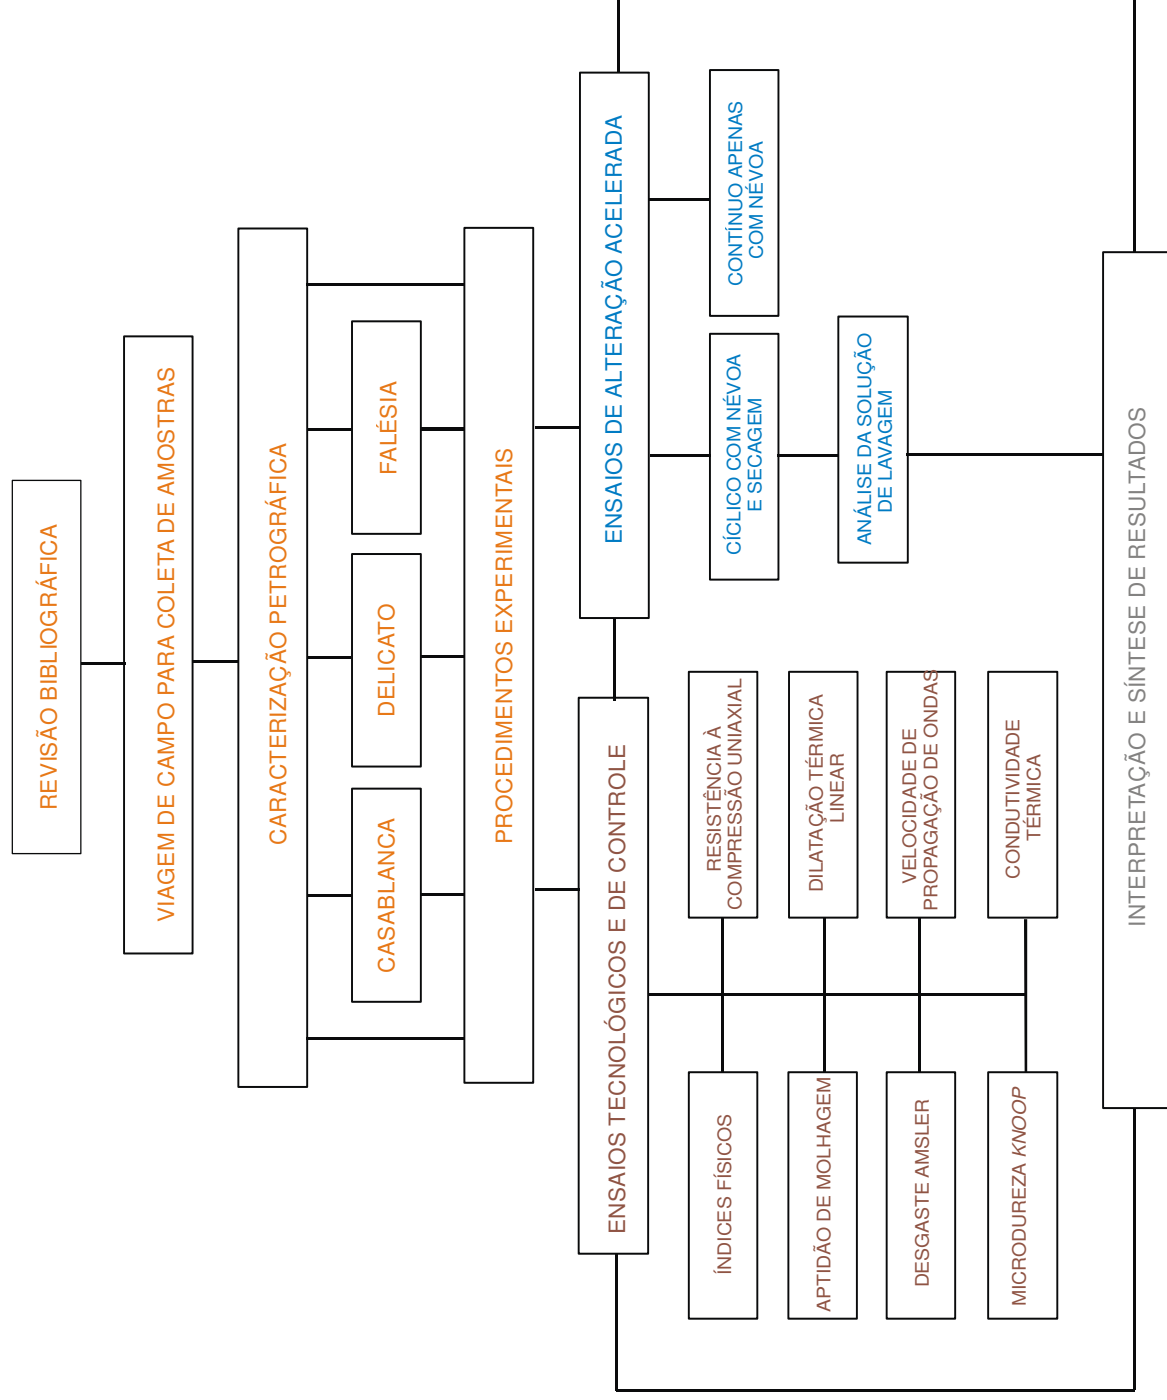 REVISÃO BIBLIOGRÁFICA
VIAGEM DE CAMPO PARA COLETA DE AMOSTRAS
CARACTERIZAÇÃO PETROGRÁFICA
CASABLANCA
DELICATO
FALÉSIA
PROCEDIMENTOS EXPERIMENTAIS
ENSAIOS TECNOLÓGICOS E DE CONTROLE
ENSAIOS DE ALTERAÇÃO ACELERADA
ÍNDICES FÍSICOS
RESISTÊNCIA À
COMPRESSÃO UNIAXIAL
CÍCLICO COM NÉVOA
E SECAGEM
CONTÍNUO APENAS
COM NÉVOA
APTIDÃO DE MOLHAGEM
DILATAÇÃO TÉRMICA
LINEAR
ANÁLISE DA SOLUÇÃO
DE LAVAGEM
DESGASTE AMSLER
VELOCIDADE DE
PROPAGAÇÃO DE ONDAS
MICRODUREZA KNOOP
CONDUTIVIDADE
TÉRMICA
INTERPRETAÇÃO E SÍNTESE DE RESULTADOS